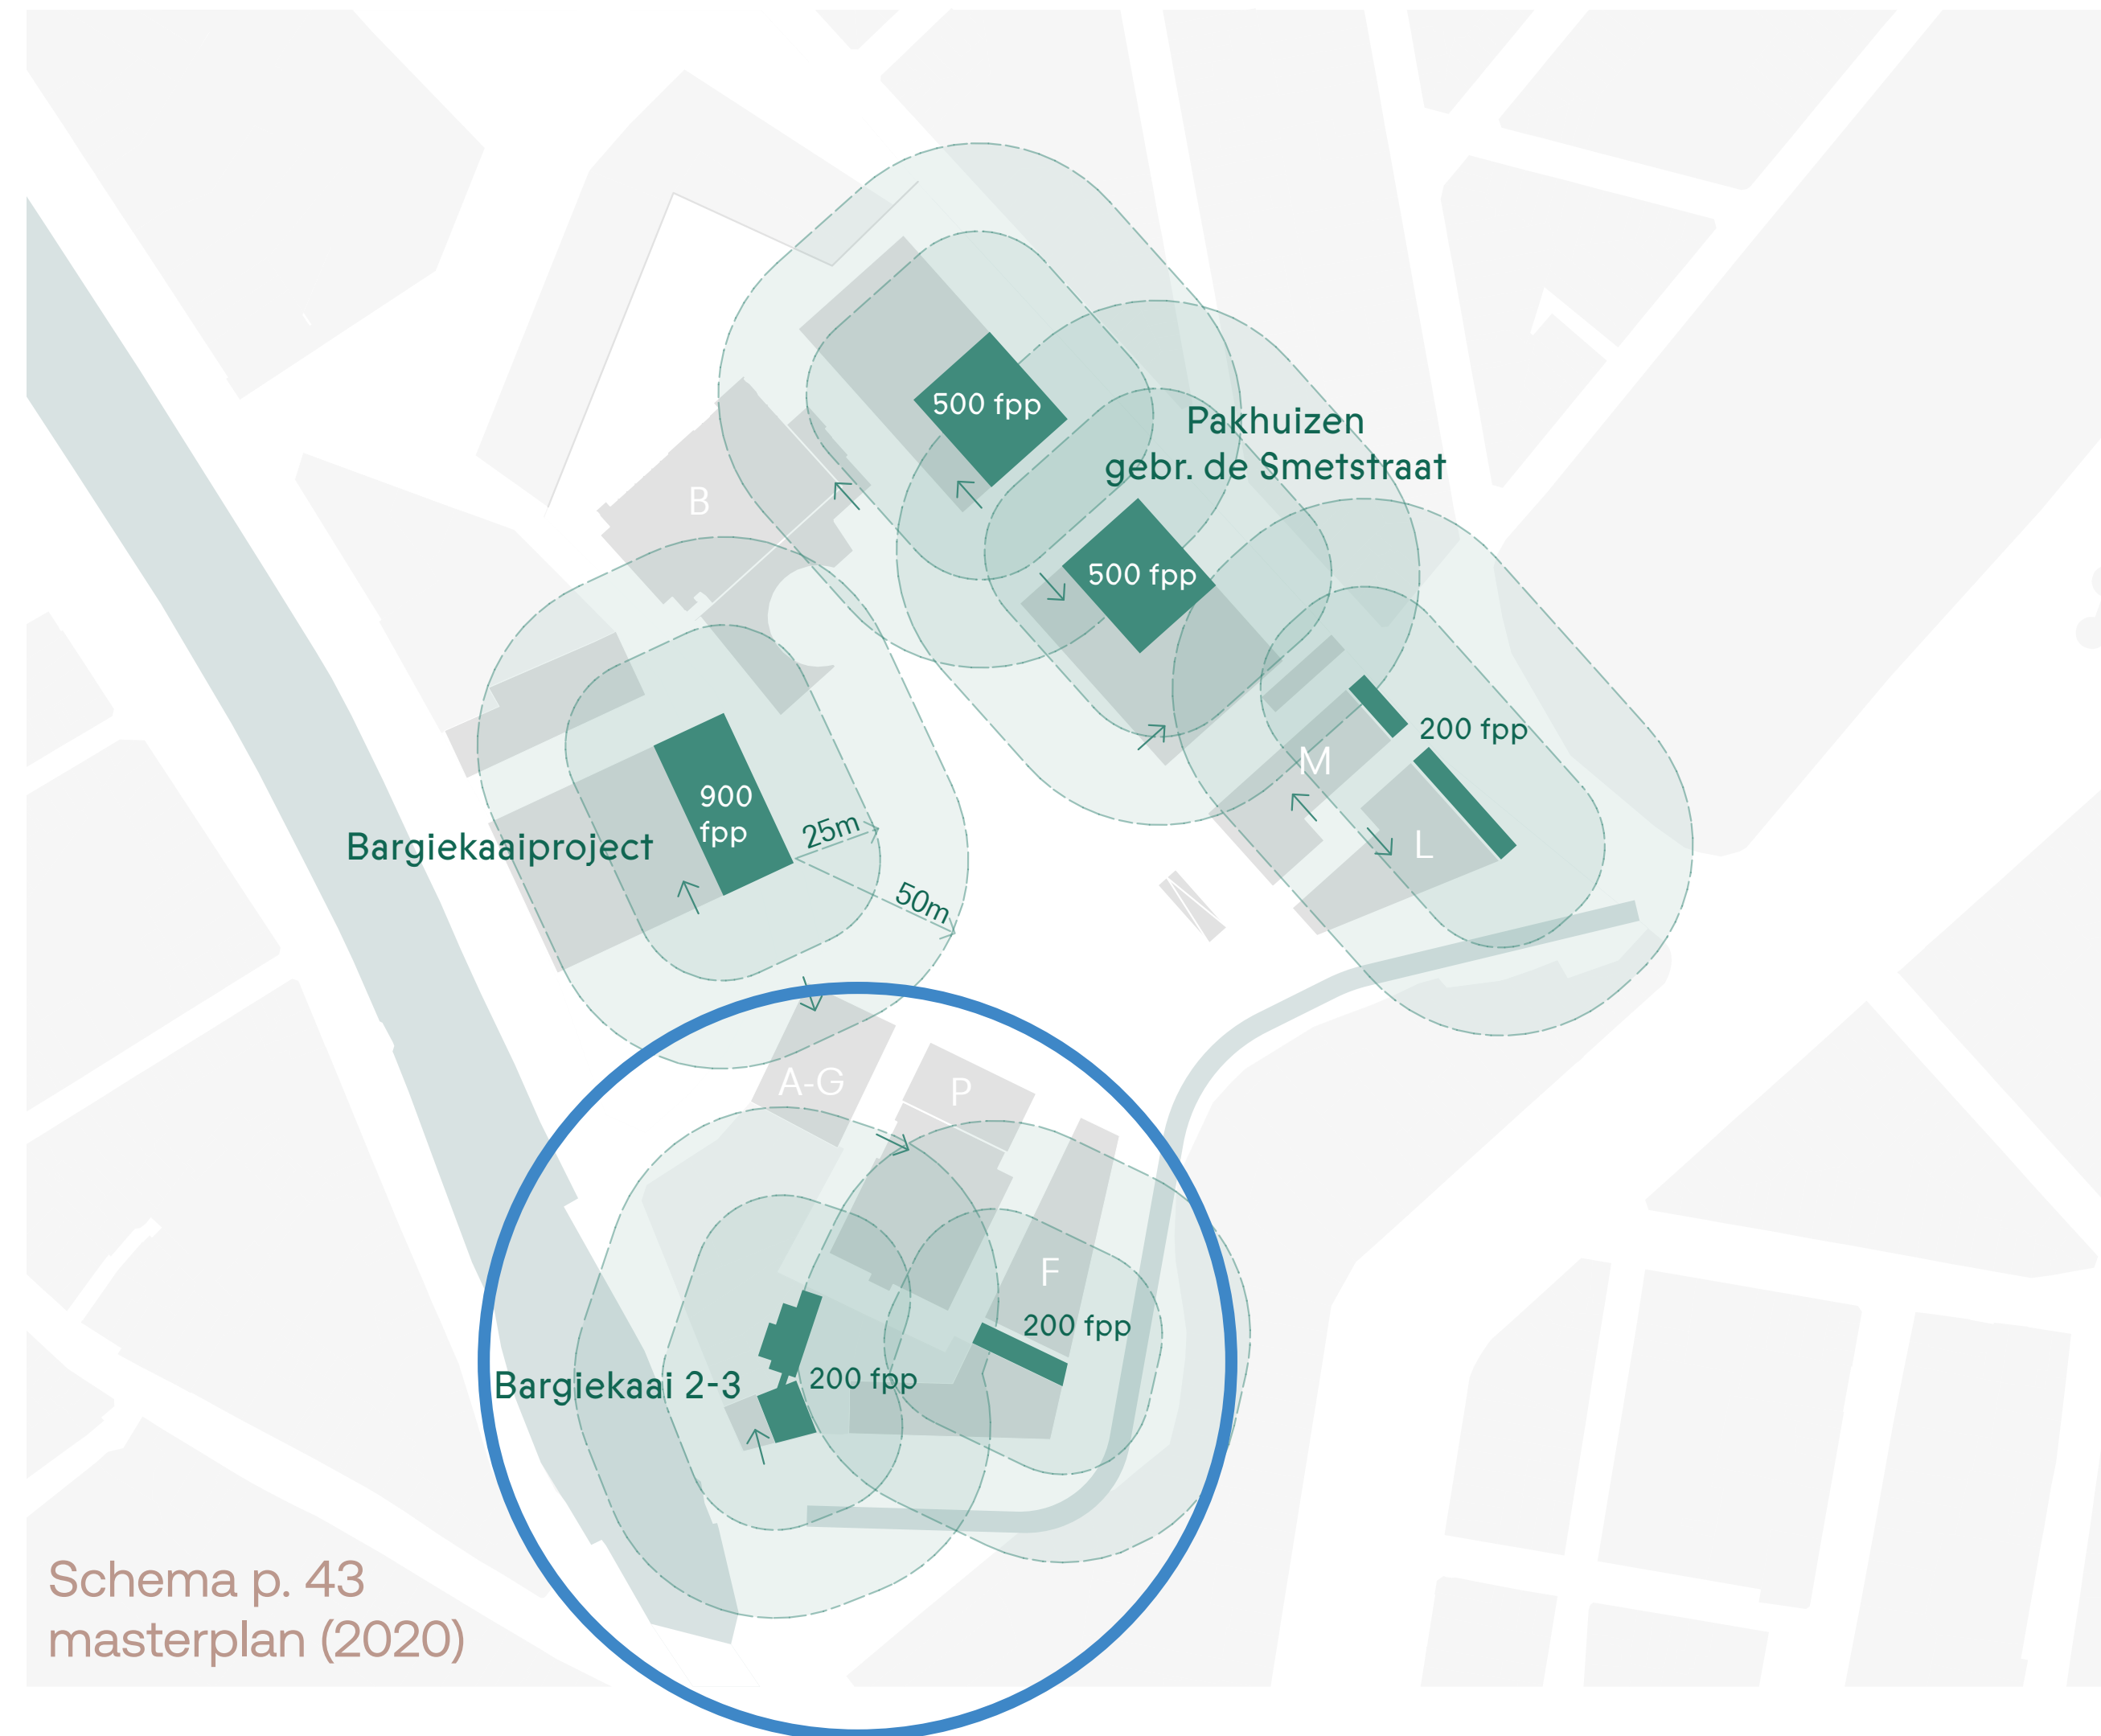 500 fpp
Pakhuizen
gebr. de Smetstraat
B
500 fpp
200 fpp
M
900
fpp
25m
Bargiekaaiproject
L
50m
A-G
P
F
200 fpp
Bargiekaai 2-3
200 fpp
Schema p. 43
masterplan (2020)